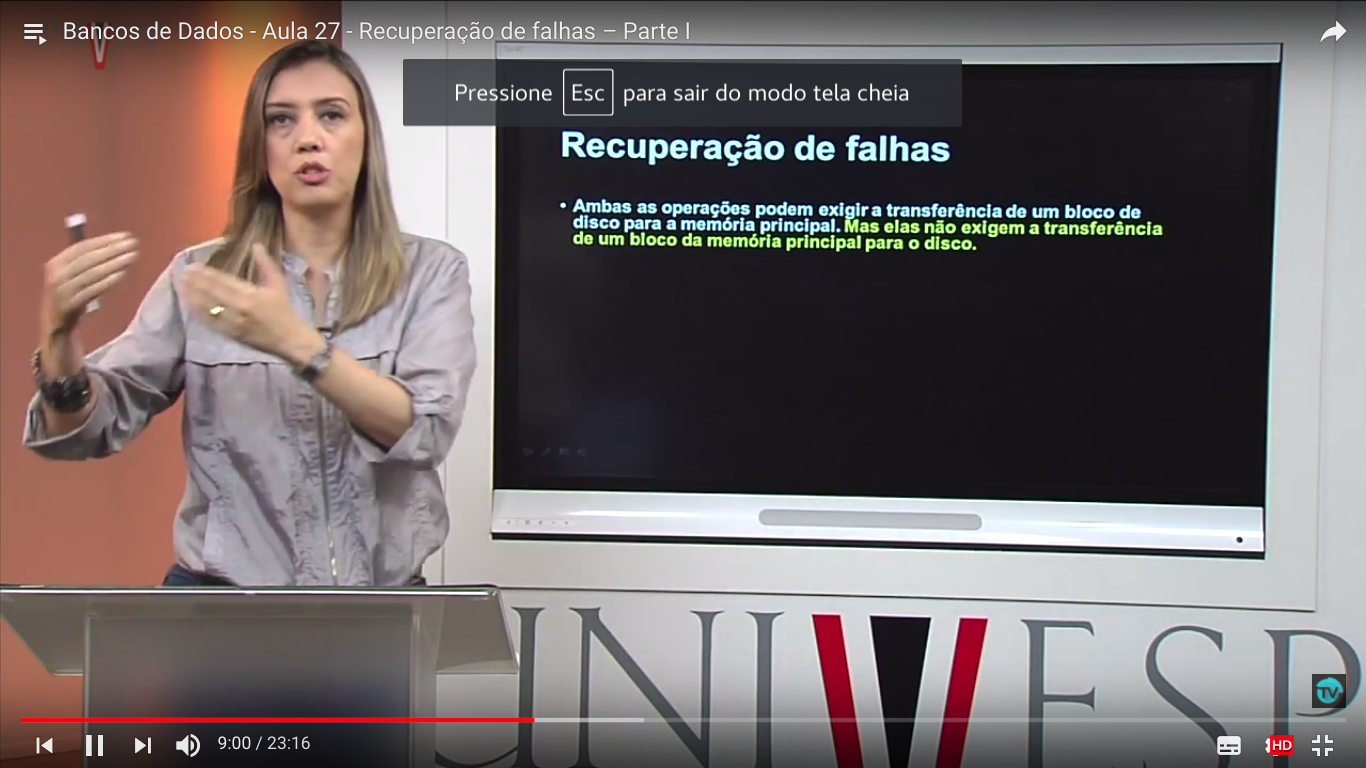 Bancos de Dados - Aula 27 - Recuperação de falhas – Parte I
Pressione Esc para sair do modo tela cheia
Recuperação de falhas
• Ambas as operações podem exigir a transferência de um bloco de
disco para a memória principal. Mas elas não exigem a transferência
de um bloco da memória principal para o disco.
UNIVESP
TV
9:00 / 23:16
HD